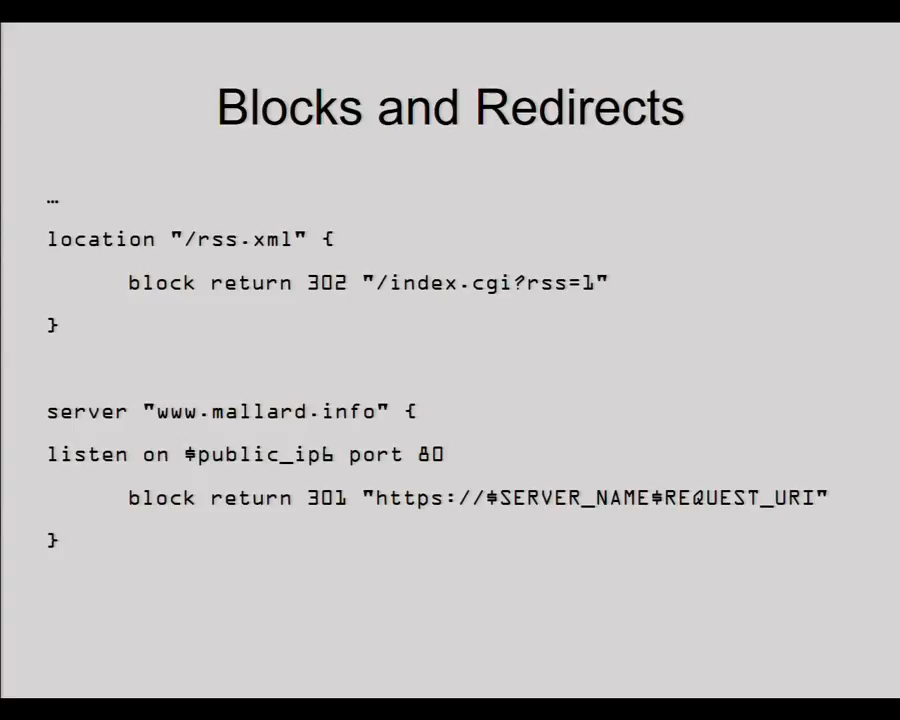 Blocks and Redirects
…
location "/rss.xml" {
block return 302 "/index.cgi?rss=1"
}
server "www.mallard.info" {
listen on $public_ip6 port 80
block return 301 "https://$SERVER_NAME$REQUEST_URI"
}